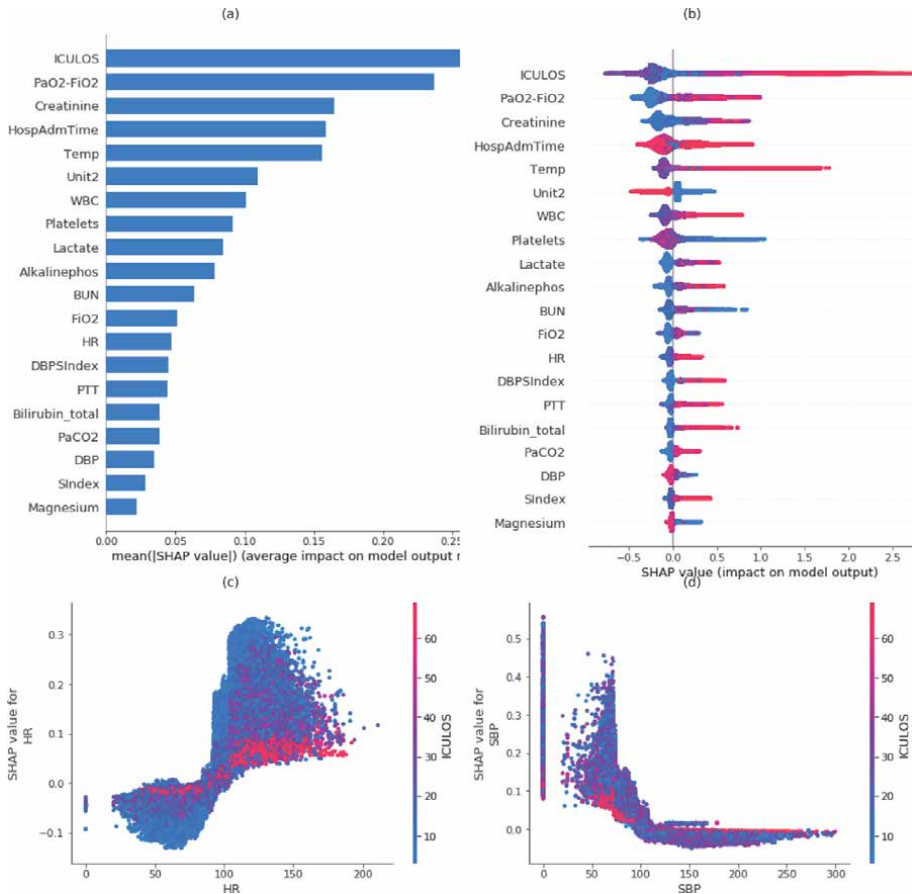 (a)
ICULOS
PaO2-FiO2
Creatinine
HospAdmTime
Temp
Unit2
WBC
Platelets
Lactate
Alkalinephos
BUN
FiO2
HR
DBPSIndex
PTT
Bilirubin_total
PaCO2
DBP
SIndex
Magnesium
0.00 0.05 0.10 0.15 0.20 0.25
mean(|SHAP value|) (average impact on model output r
(b)
ICULOS
PaO2-FiO2
Creatinine
HospAdmTime
Temp
Unit2
WBC
Platelets
Lactate
Alkalinephos
BUN
FiO2
HR
DBPSIndex
PTT
Bilirubin_total
PaCO2
DBP
SIndex
Magnesium
−0.5 0.0 0.5 1.0 1.5 2.0 2.5
SHAP value (impact on model output)
(c)
SHAP value for
HR
0.3
0.2
0.1
0.0
−0.1
0 50 100 150 200
HR
60
50
40
30
20
10
ICULOS
(d)
SHAP value for
SBP
0.5
0.4
0.3
0.2
0.1
0.0
0 50 100 150 200 250 300
SBP
60
50
40
30
20
10
ICULOS